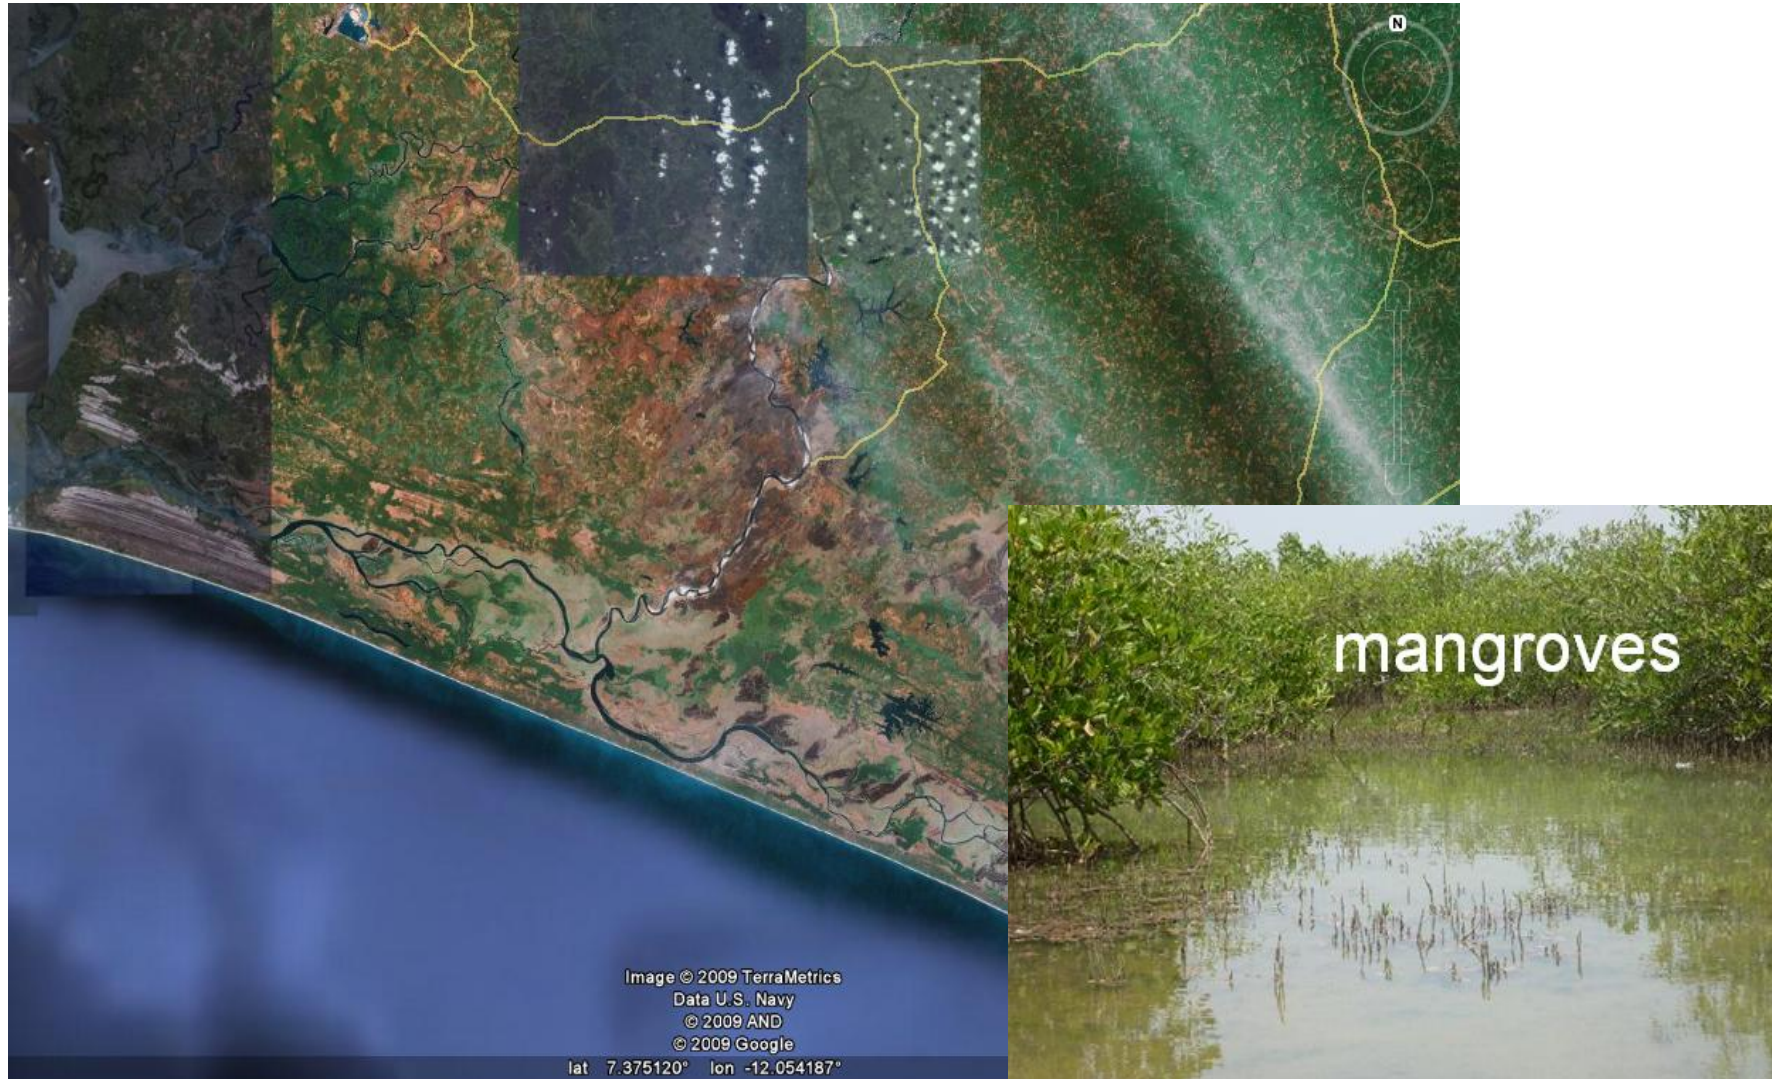 N
mangroves
Image © 2009 TerraMetrics
Data U.S. Navy
© 2009 AND
© 2009 Google
lat 7.375120° lon -12.054187°